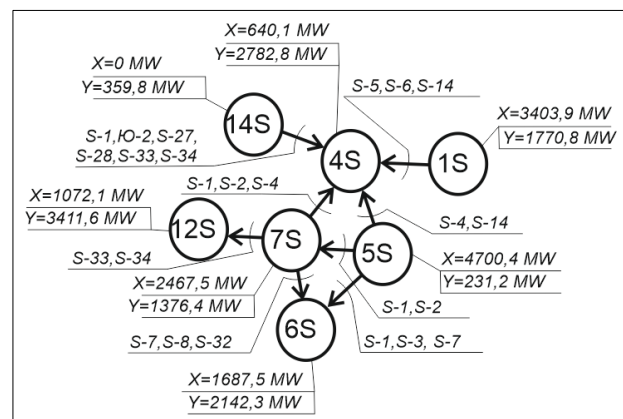 X=640,1 MW
Y=2782,8 MW
X=0 MW
Y=359,8 MW
S-5,S-6,S-14
X=3403,9 MW
Y=1770,8 MW
14S
S-1,Ю-2,S-27,
S-28,S-33,S-34
4S
1S
X=1072,1 MW
Y=3411,6 MW
S-1,S-2,S-4
12S
7S
5S
S-4,S-14
S-33,S-34
X=4700,4 MW
Y=231,2 MW
X=2467,5 MW
Y=1376,4 MW
S-1,S-2
6S
S-7,S-8,S-32
S-1,S-3, S-7
X=1687,5 MW
Y=2142,3 MW